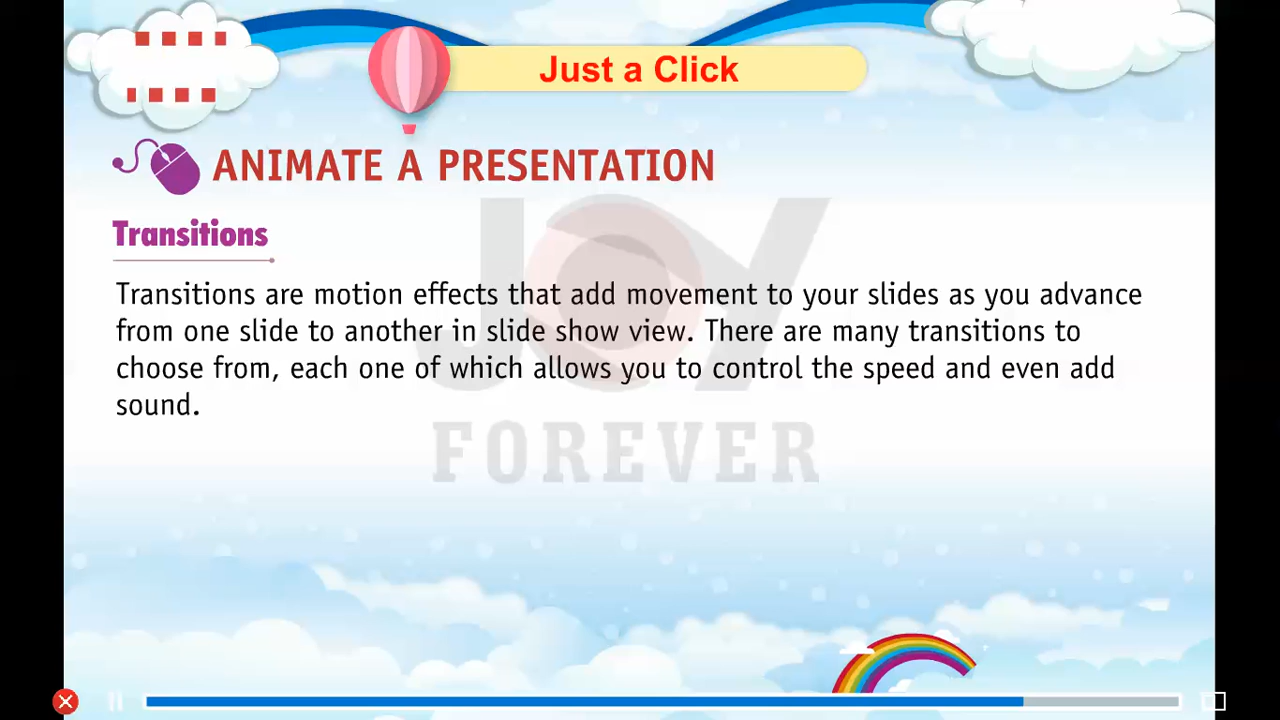 Just a Click
ANIMATE A PRESENTATION
Transitions
Transitions are motion effects that add movement to your slides as you advance
from one slide to another in slide show view. There are many transitions to
choose from, each one of which allows you to control the speed and even add
sound.
JOY
FOREVER